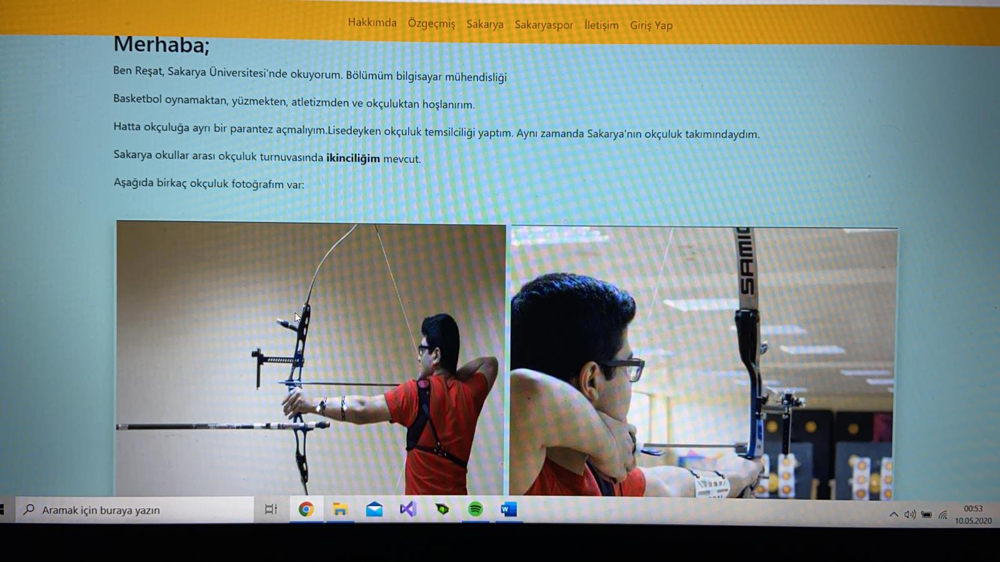 Hakkımda Özgeçmiş Sakarya Sakaryaspor İletişim Giriş Yap
Merhaba;
Ben Reşat, Sakarya Üniversitesi'nde okuyorum. Bölümüm bilgisayar mühendisliği
Basketbol oynamaktan, yüzmekten, atletizmden ve okçuluktan hoşlanırım.
Hatta okçuluğa ayrı bir parantez açmalıyım.Lisedeyken okçuluk temsilciliği yaptım. Aynı zamanda Sakarya'nın okçuluk takımındaydım.
Sakarya okullar arası okçuluk turnuvasında ikinciliğim mevcut.
Aşağıda birkaç okçuluk fotoğrafım var:
SAMIC
Aramak için buraya yazın
00:53
10.05.2020